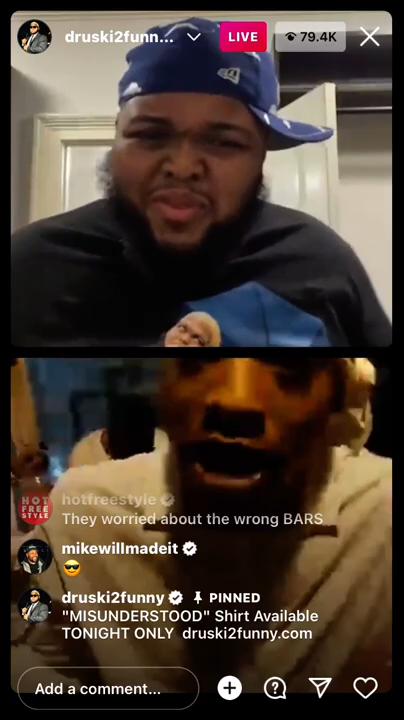 druski2funn...
LIVE
79.4K
HOT
FREE
STYLE
hotfreestyle
They worried about the wrong BARS
mikewillmadeit
druski2funny PINNED
"MISUNDERSTOOD" Shirt Available
TONIGHT ONLY druski2funny.com
Add a comment...